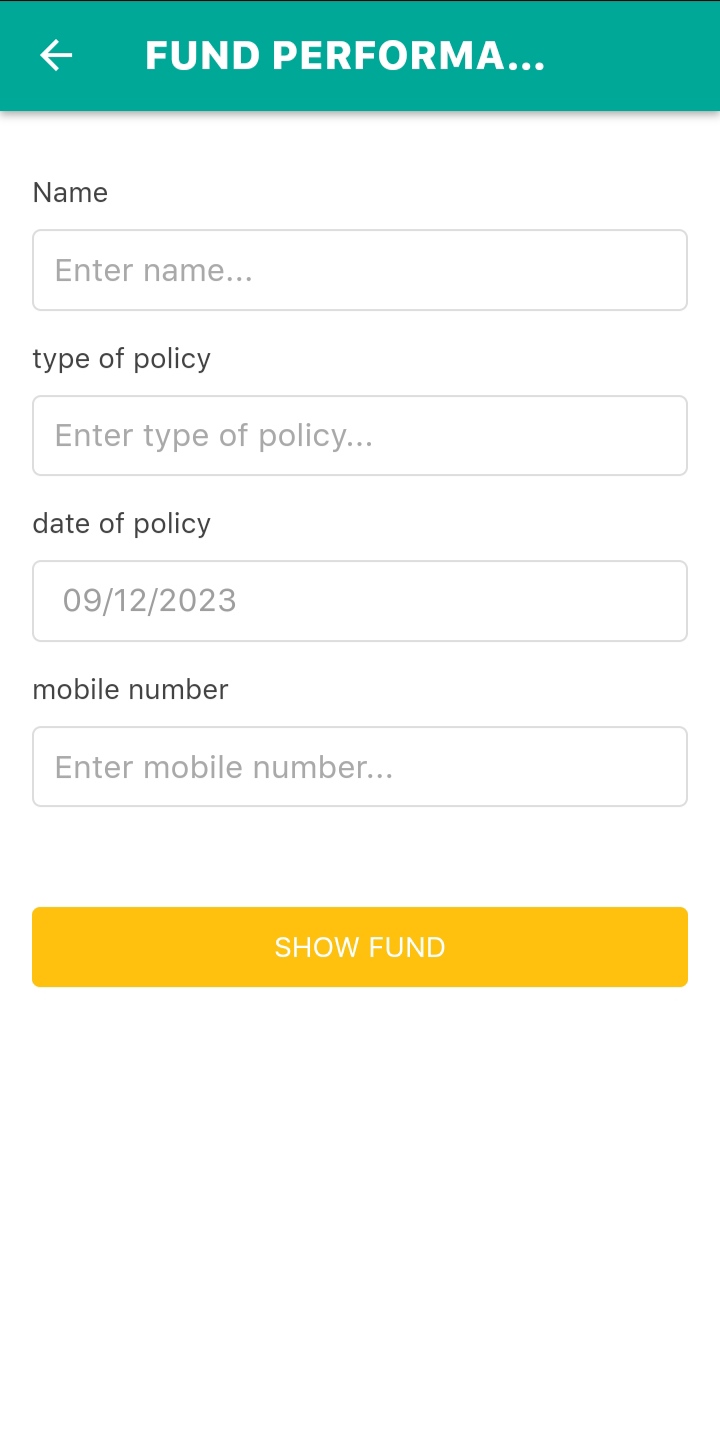 FUND PERFORMA...
Name
Enter name...
type of policy
Enter type of policy...
date of policy
09/12/2023
mobile number
Enter mobile number...
SHOW FUND